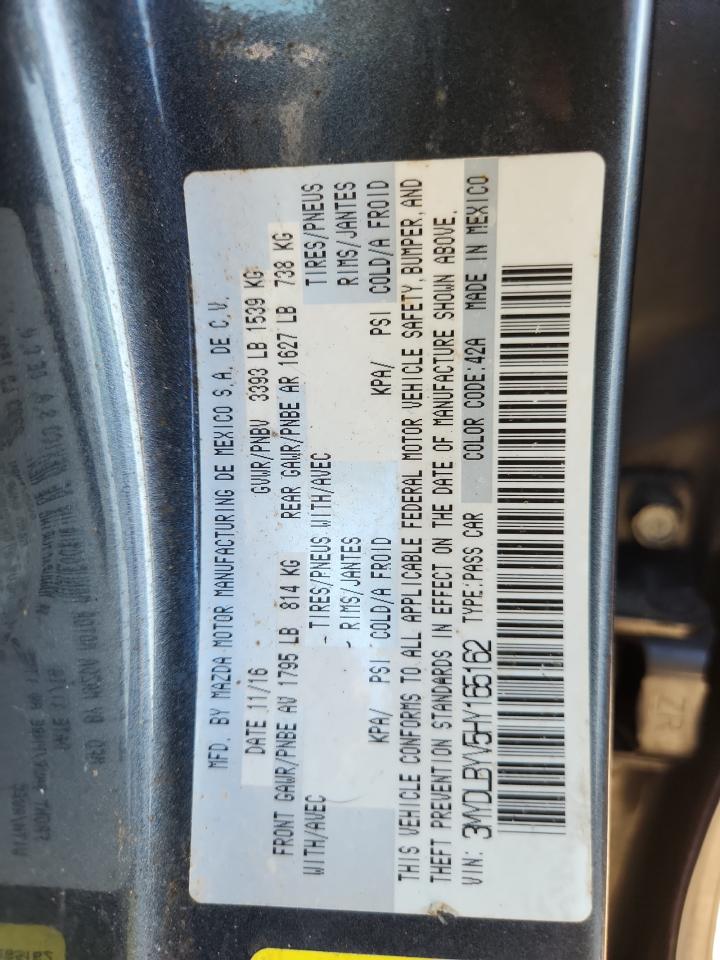 MFD. BY MAZDA MOTOR MANUFACTURING DE MEXICO S.A. DE C.V.
DATE 11/16 GVWR/PNBV 3393 LB 1539 KG
FRONT GAWR/PNBE AV 1795 LB 814 KG REAR GAWR/PNBE AR 1627 LB 738 KG
WITH/AVEC TIRES/PNEUS WITH/AVEC TIRES/PNEUS
RIMS/JANTES RIMS/JANTES
KPA/ PSI COLD/A FROID KPA/ PSI COLD/A FROID
THIS VEHICLE CONFORMS TO ALL APPLICABLE FEDERAL MOTOR VEHICLE SAFETY, BUMPER, AND
THEFT PREVENTION STANDARDS IN EFFECT ON THE DATE OF MANUFACTURE SHOWN ABOVE.
VIN: 3MYDLBYV5HY165162 TYPE:PASS CAR COLOR CODE:42A MADE IN MEXICO
ZR